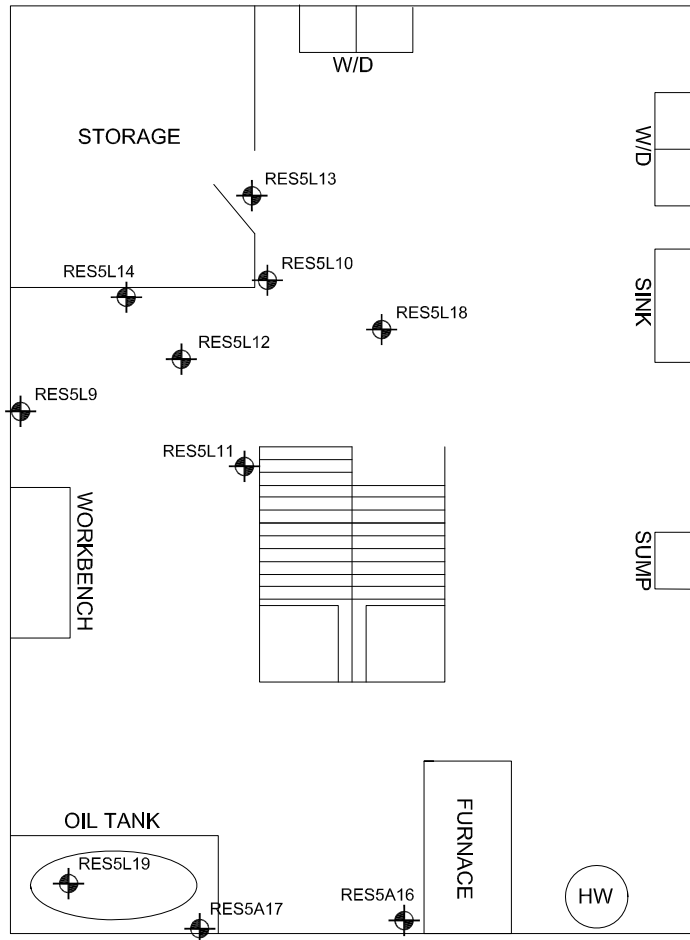 W/D
STORAGE
W/D
RES5L13
RES5L10
RES5L14
SINK
RES5L18
RES5L12
RES5L9
RES5L11
WORKBENCH
SUMP
OIL TANK
FURNACE
RES5L19
HW
RES5A17
RES5A16